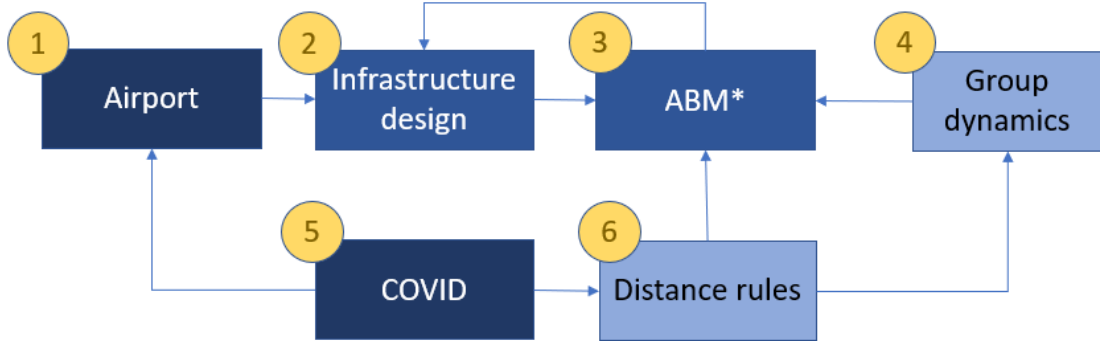 1
Airport
2
Infrastructure
design
3
ABM*
4
Group
dynamics
5
COVID
6
Distance rules